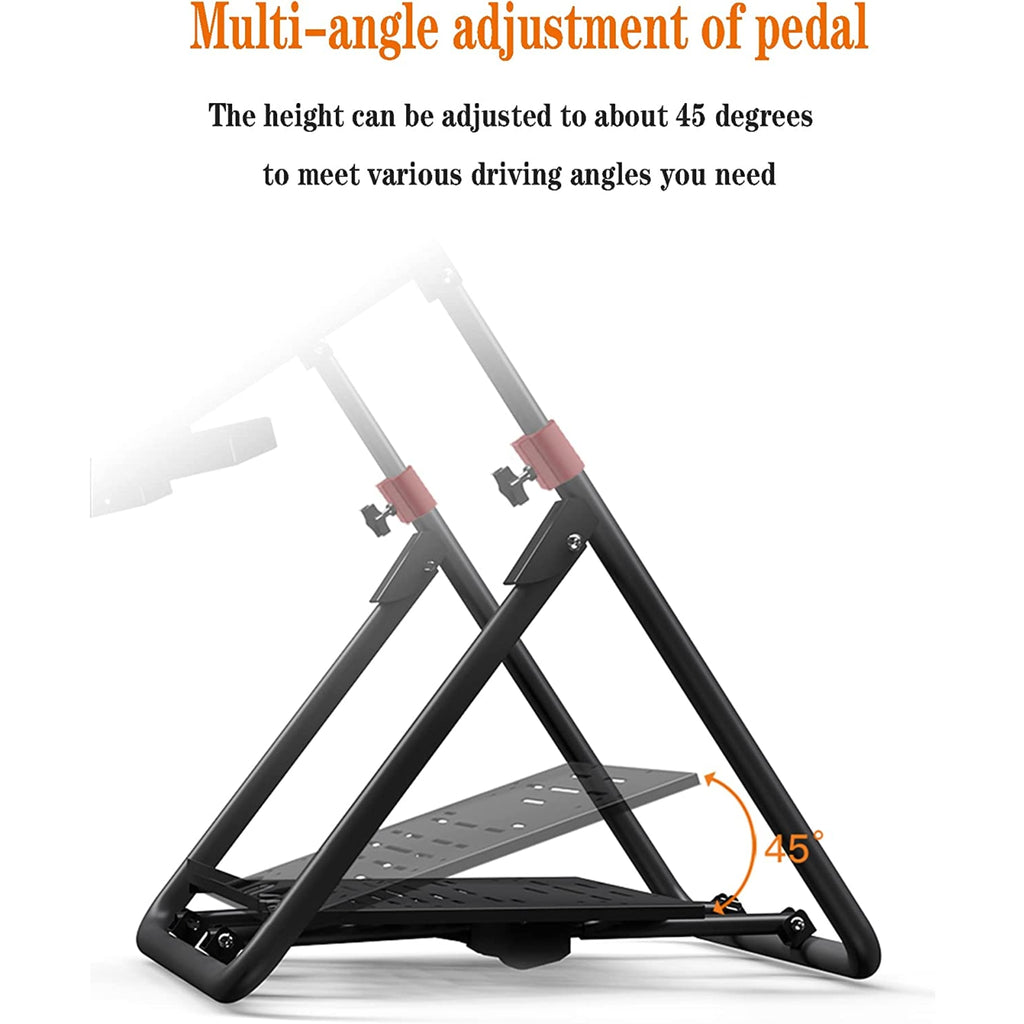 Multi-angle adjustment of pedal
The height can be adjusted to about 45 degrees
to meet various driving angles you need
45°